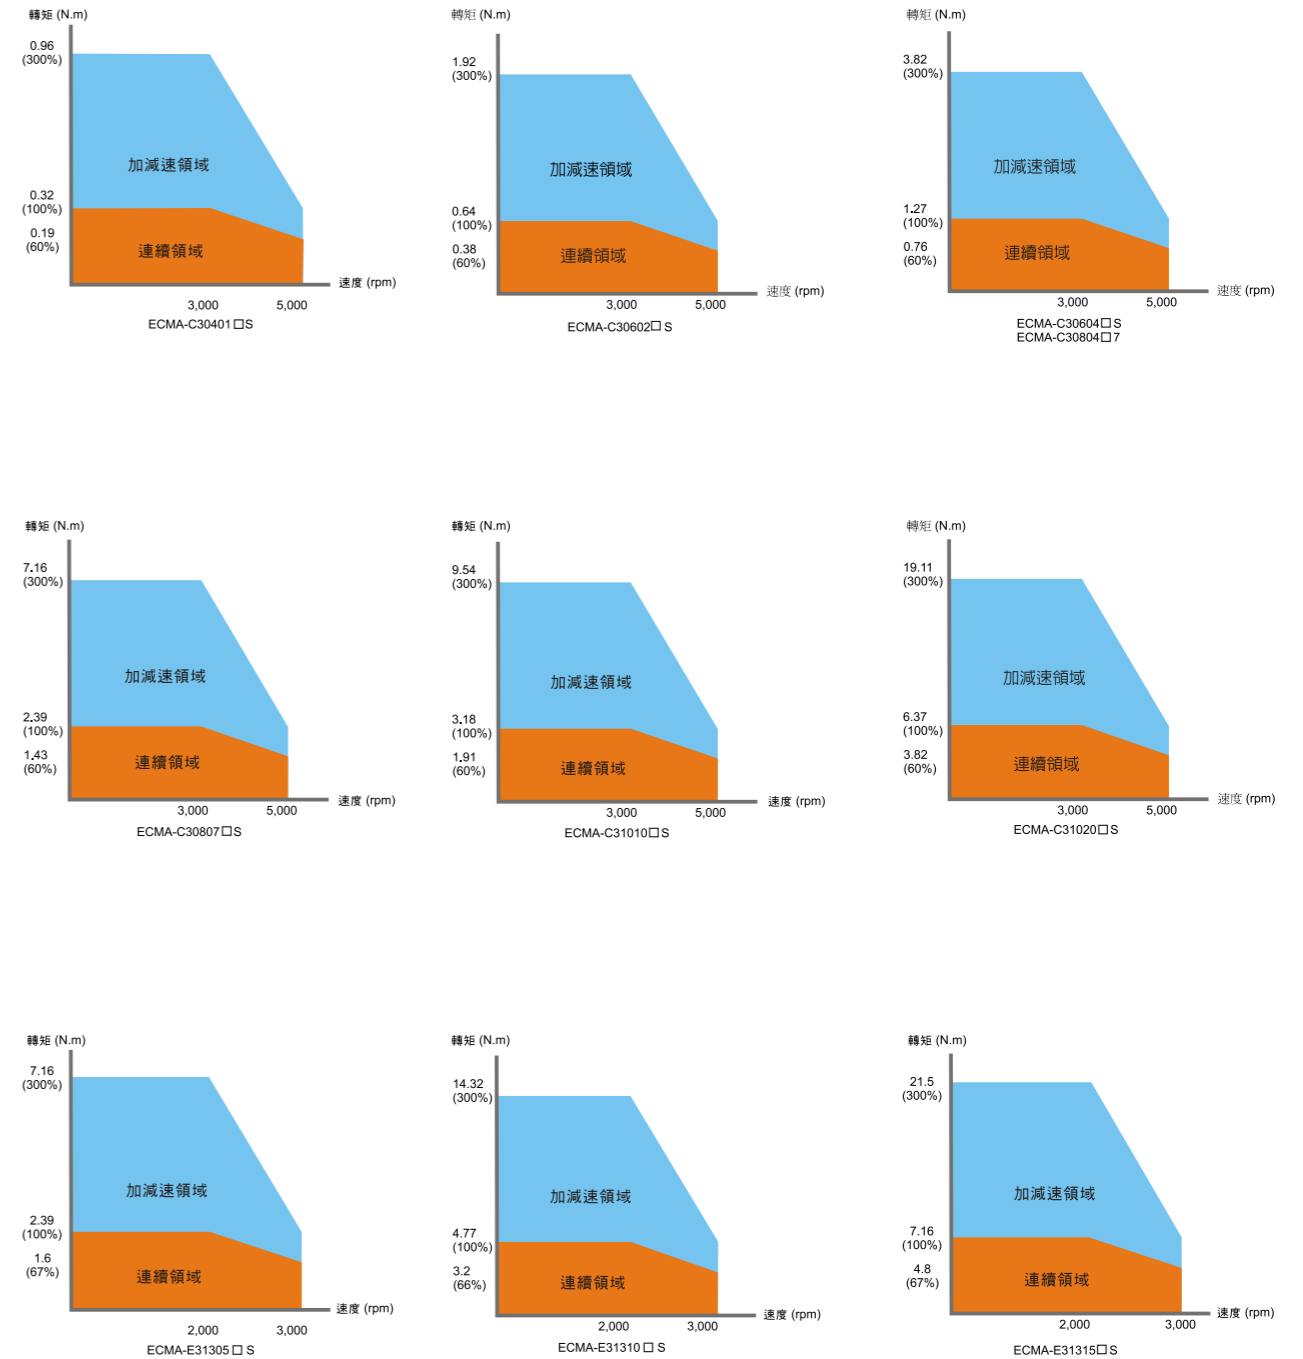 轉矩 (N.m)
0.96
(300%)
加減速領域
0.32
(100%)
0.19
(60%)
連續領域
速度 (rpm)
3,000 5,000
ECMA-C30401□S
轉矩 (N.m)
1.92
(300%)
加減速領域
0.64
(100%)
0.38
(60%)
連續領域
速度 (rpm)
3,000 5,000
ECMA-C30602□S
轉矩 (N.m)
3.82
(300%)
加減速領域
1.27
(100%)
0.76
(60%)
連續領域
速度 (rpm)
3,000 5,000
ECMA-C30604□S
ECMA-C30804□7
轉矩 (N.m)
7.16
(300%)
加減速領域
2.39
(100%)
1.43
(60%)
連續領域
速度 (rpm)
3,000 5,000
ECMA-C30807□S
轉矩 (N.m)
9.54
(300%)
加減速領域
3.18
(100%)
1.91
(60%)
連續領域
速度 (rpm)
3,000 5,000
ECMA-C31010□S
轉矩 (N.m)
19.11
(300%)
加減速領域
6.37
(100%)
3.82
(60%)
連續領域
速度 (rpm)
3,000 5,000
ECMA-C31020□S
轉矩 (N.m)
7.16
(300%)
加減速領域
2.39
(100%)
1.6
(67%)
連續領域
速度 (rpm)
2,000 3,000
ECMA-E31305□S
轉矩 (N.m)
14.32
(300%)
加減速領域
4.77
(100%)
3.2
(66%)
連續領域
速度 (rpm)
2,000 3,000
ECMA-E31310□S
轉矩 (N.m)
21.5
(300%)
加減速領域
7.16
(100%)
4.8
(67%)
連續領域
速度 (rpm)
2,000 3,000
ECMA-E31315□S